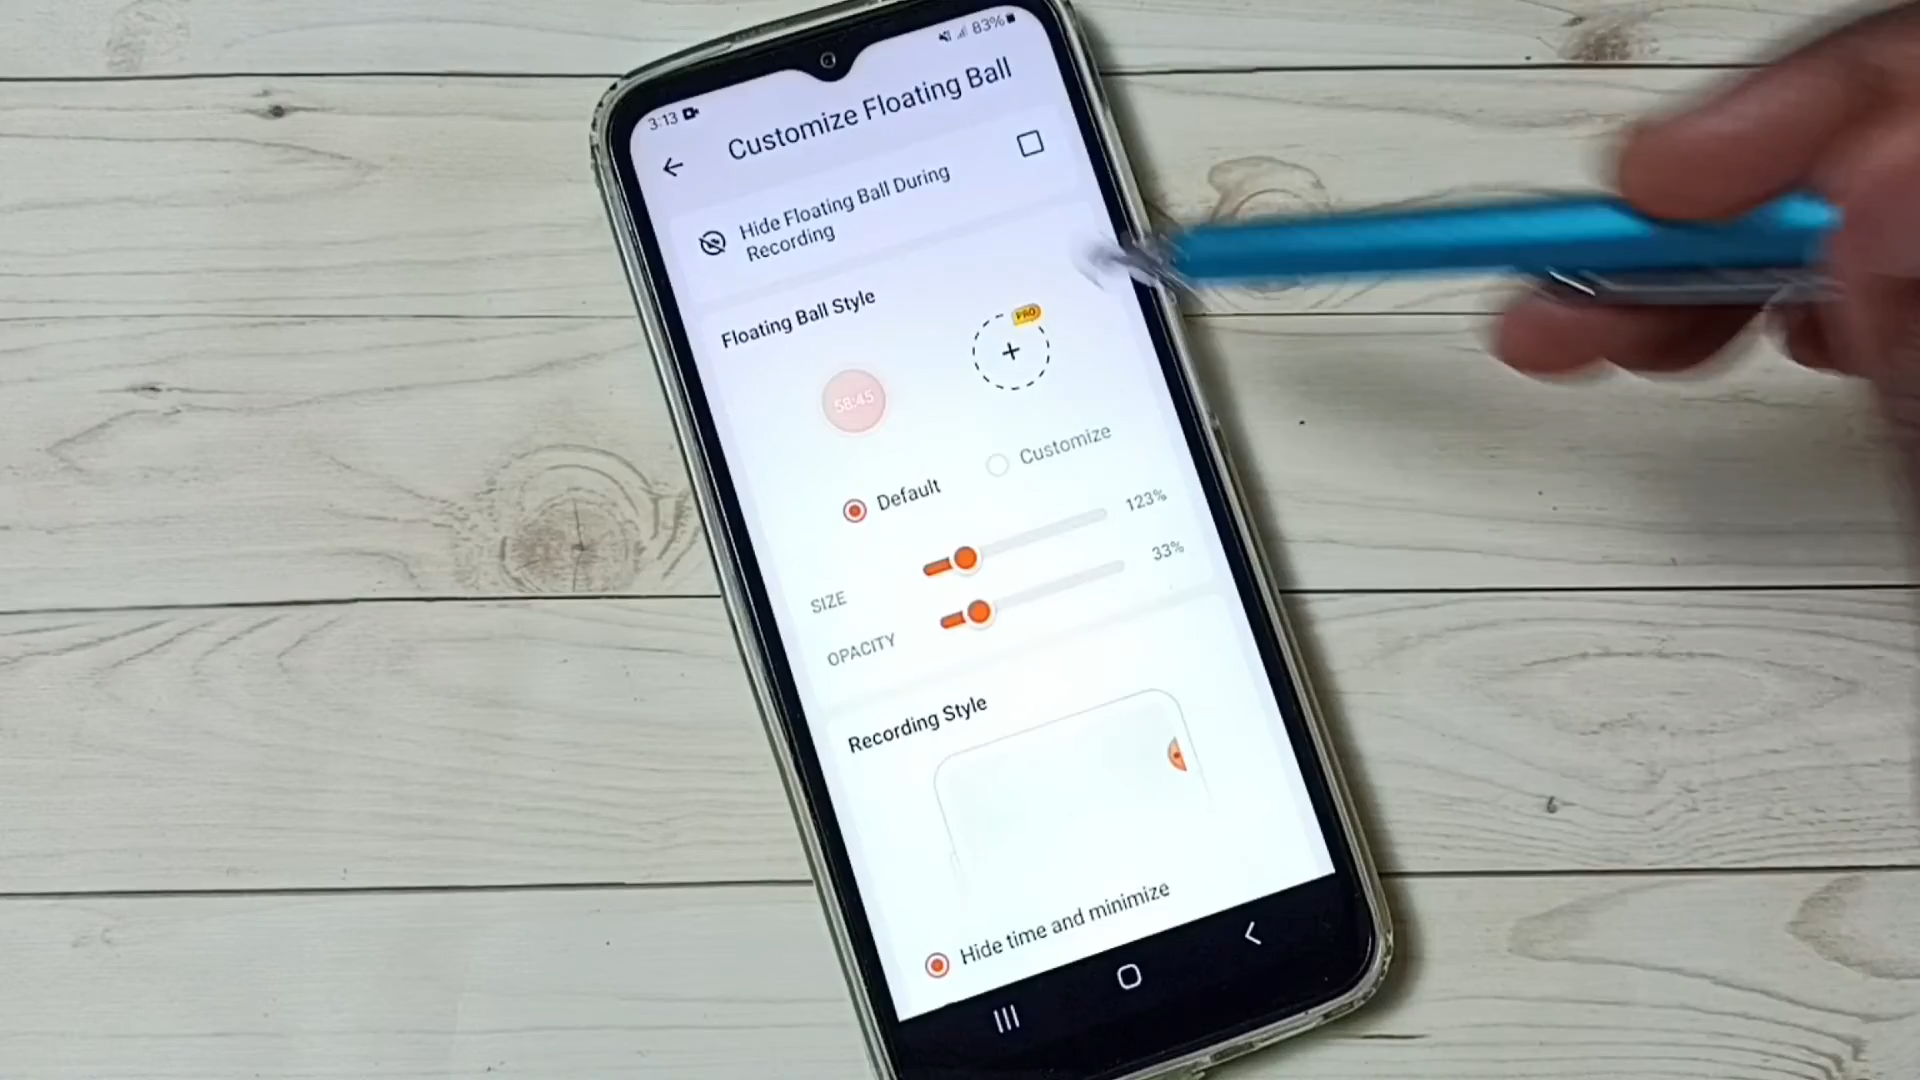 3:13
83%
Customize Floating Ball
Hide Floating Ball During
Recording
Floating Ball Style
PRO
58:45
Default
Customize
SIZE
123%
OPACITY
33%
Recording Style
Hide time and minimize